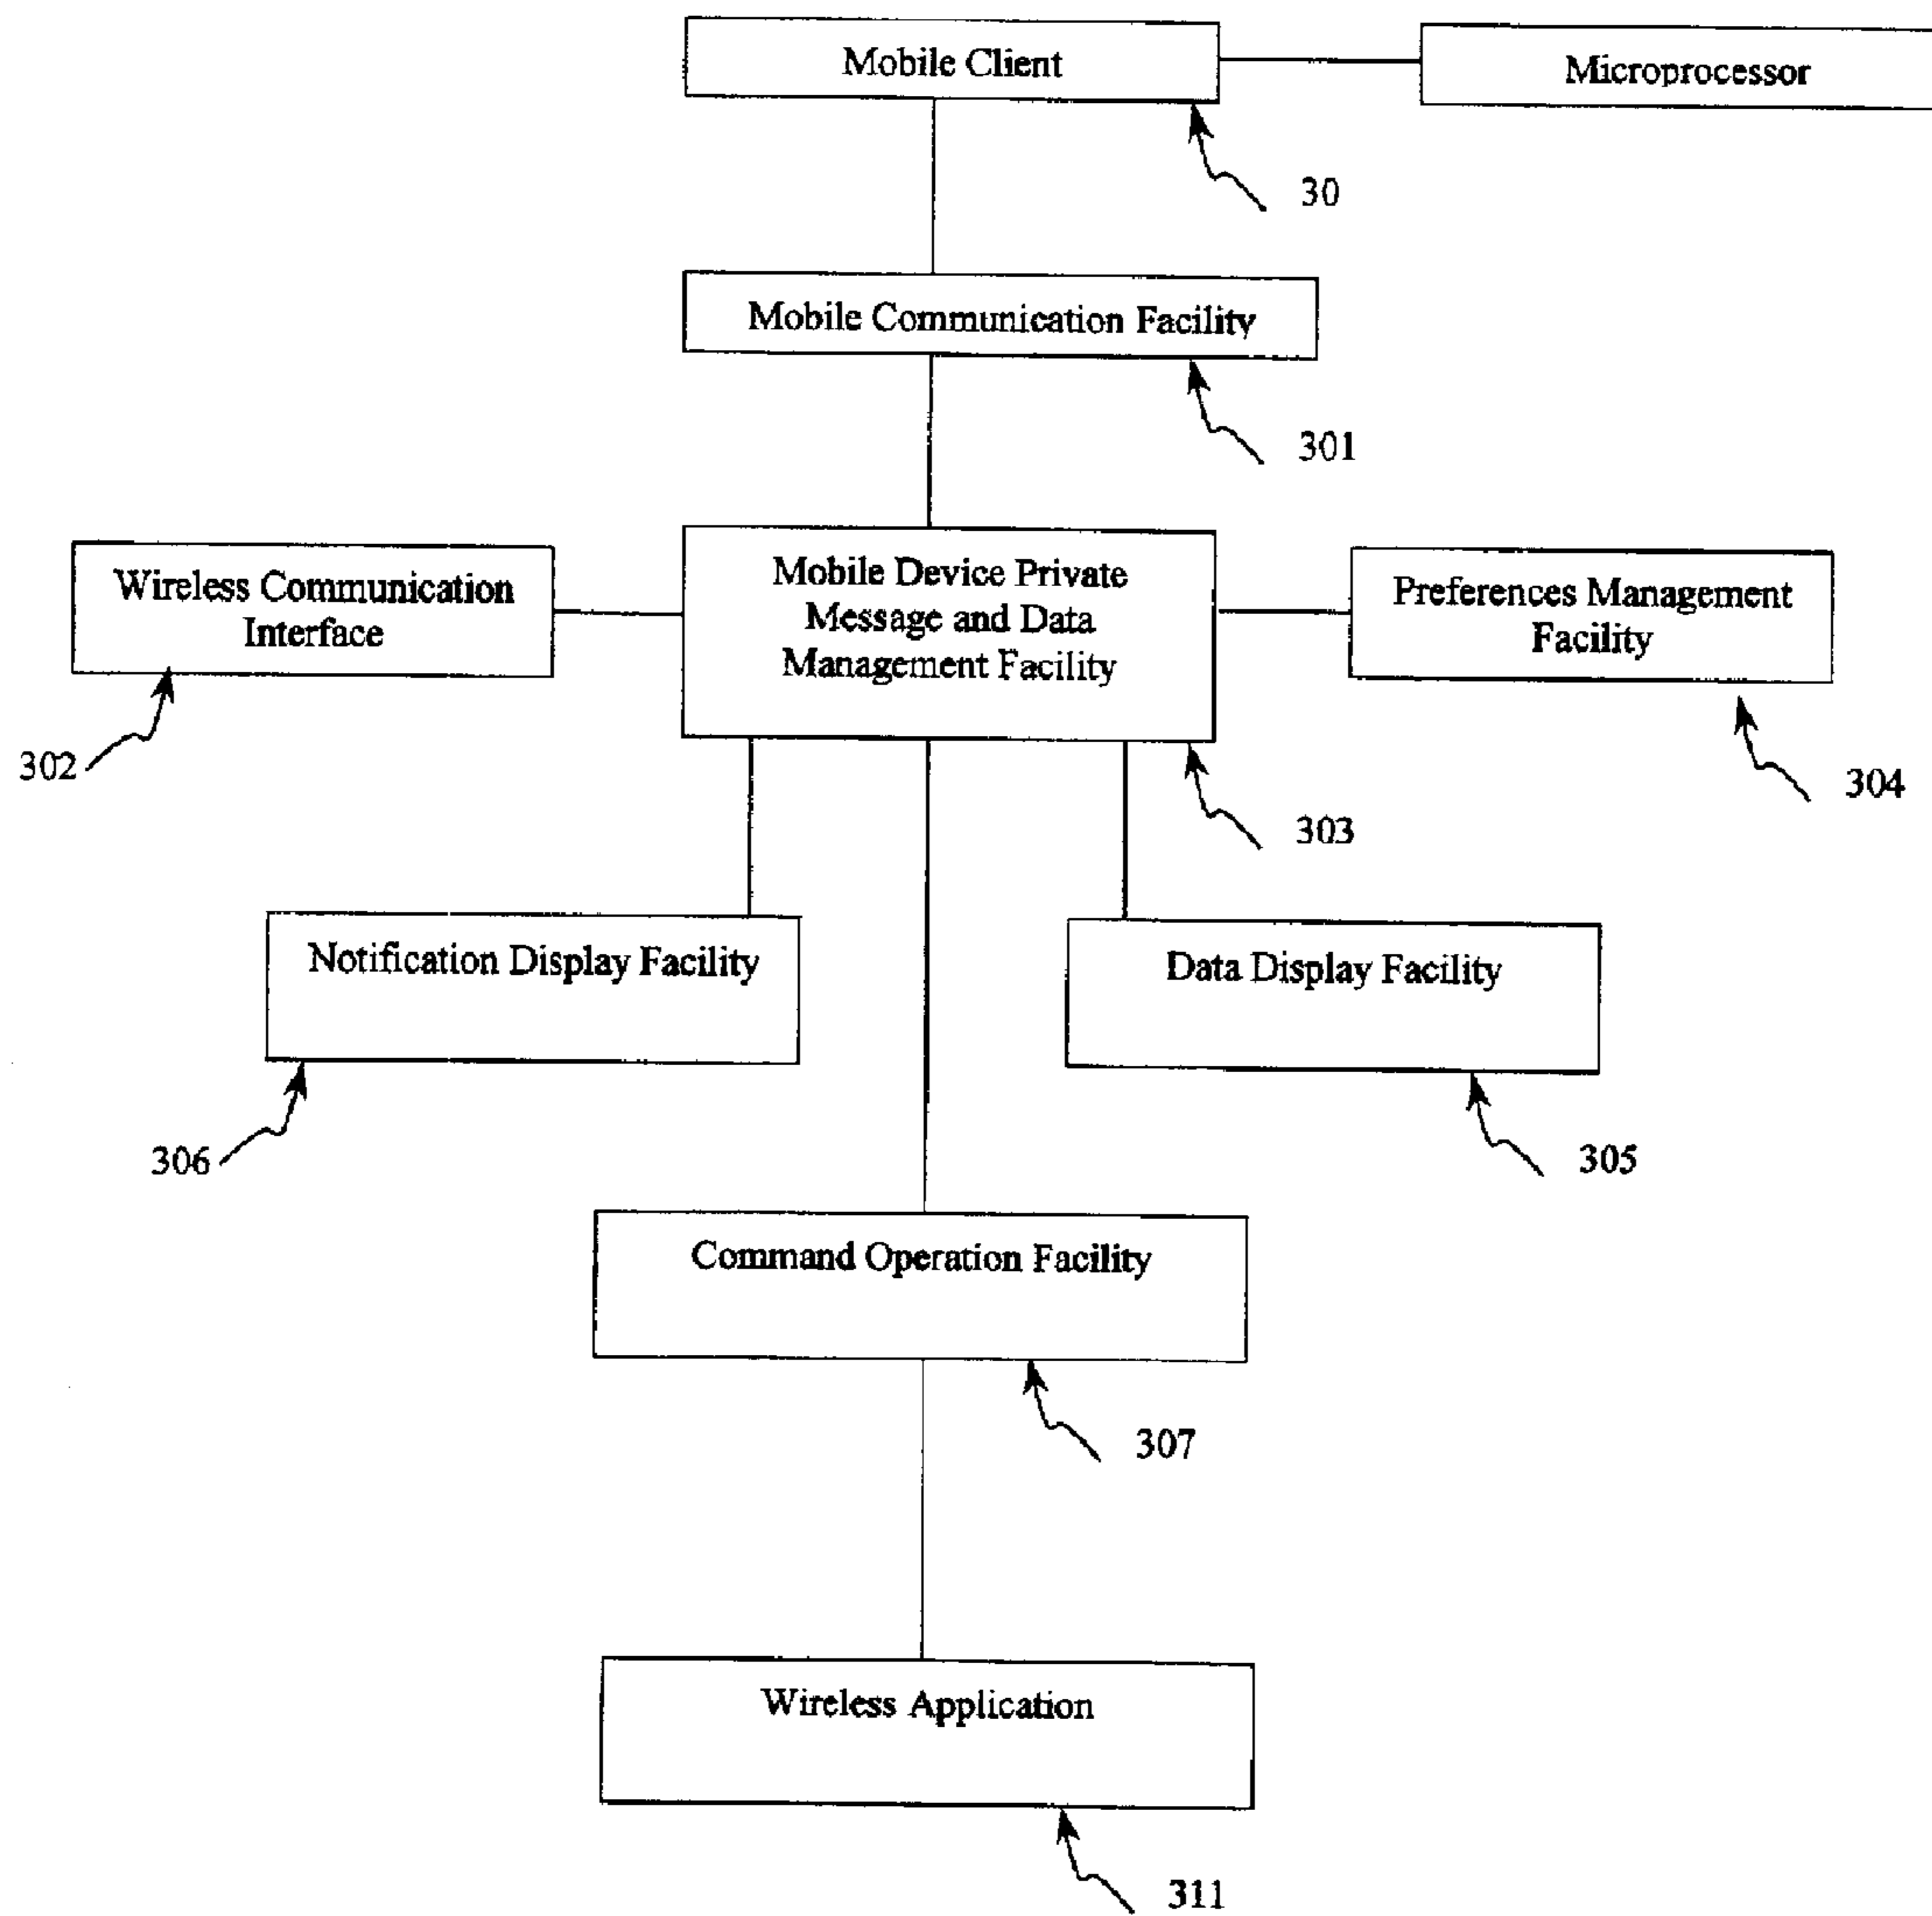 Mobile Client
Microprocessor
30
Mobile Communication Facility
301
Wireless Communication
Interface
302
Mobile Device Private
Message and Data
Management Facility
303
Preferences Management
Facility
304
Notification Display Facility
306
Data Display Facility
305
Command Operation Facility
307
Wireless Application
311